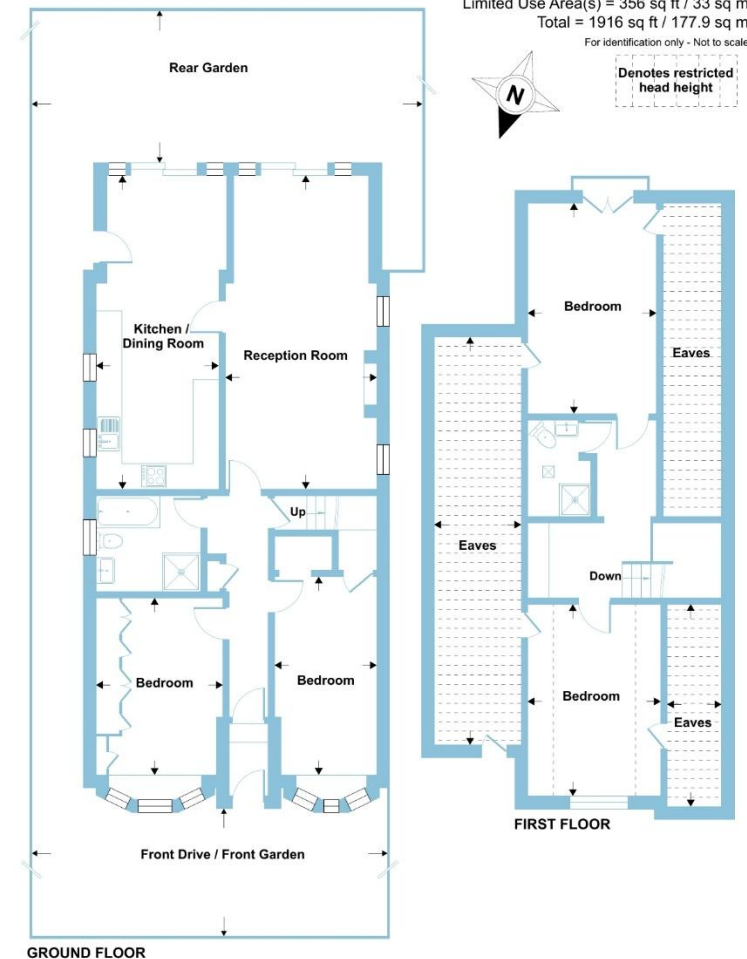 Limited Use Area(s) = 356 sq ft / 33 sq m
Total = 1916 sq ft / 177.9 sq m
For identification only - Not to scale
Denotes restricted
head height
N
Rear Garden
Kitchen /
Dining Room
Reception Room
Up
Bedroom
Bedroom
Front Drive / Front Garden
GROUND FLOOR
Bedroom
Eaves
Eaves
Down
Bedroom
Eaves
FIRST FLOOR